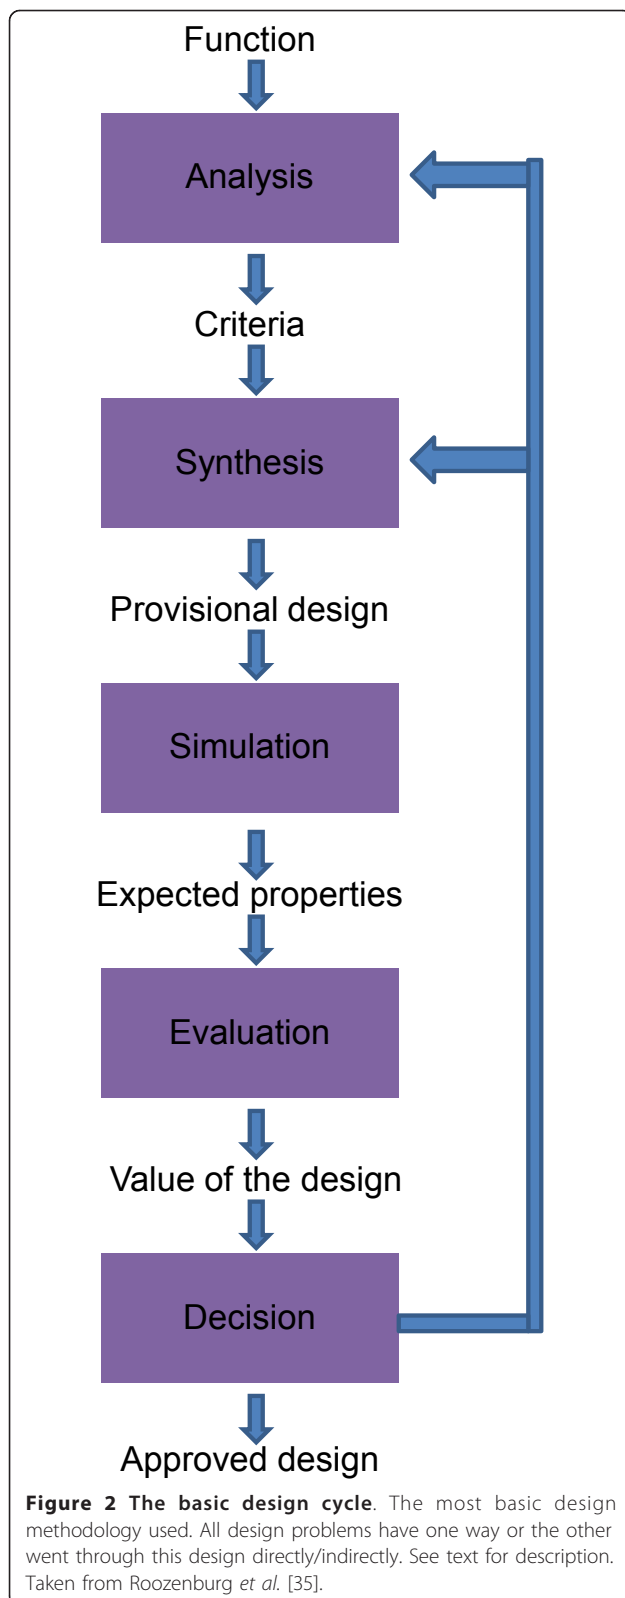 Function
Analysis
Criteria
Synthesis
Provisional design
Simulation
Expected properties
Evaluation
Value of the design
Decision
Approved design
Figure 2 The basic design cycle. The most basic design
methodology used. All design problems have one way or the other
went through this design directly/indirectly. See text for description.
Taken from Roozenburg et al. [35].